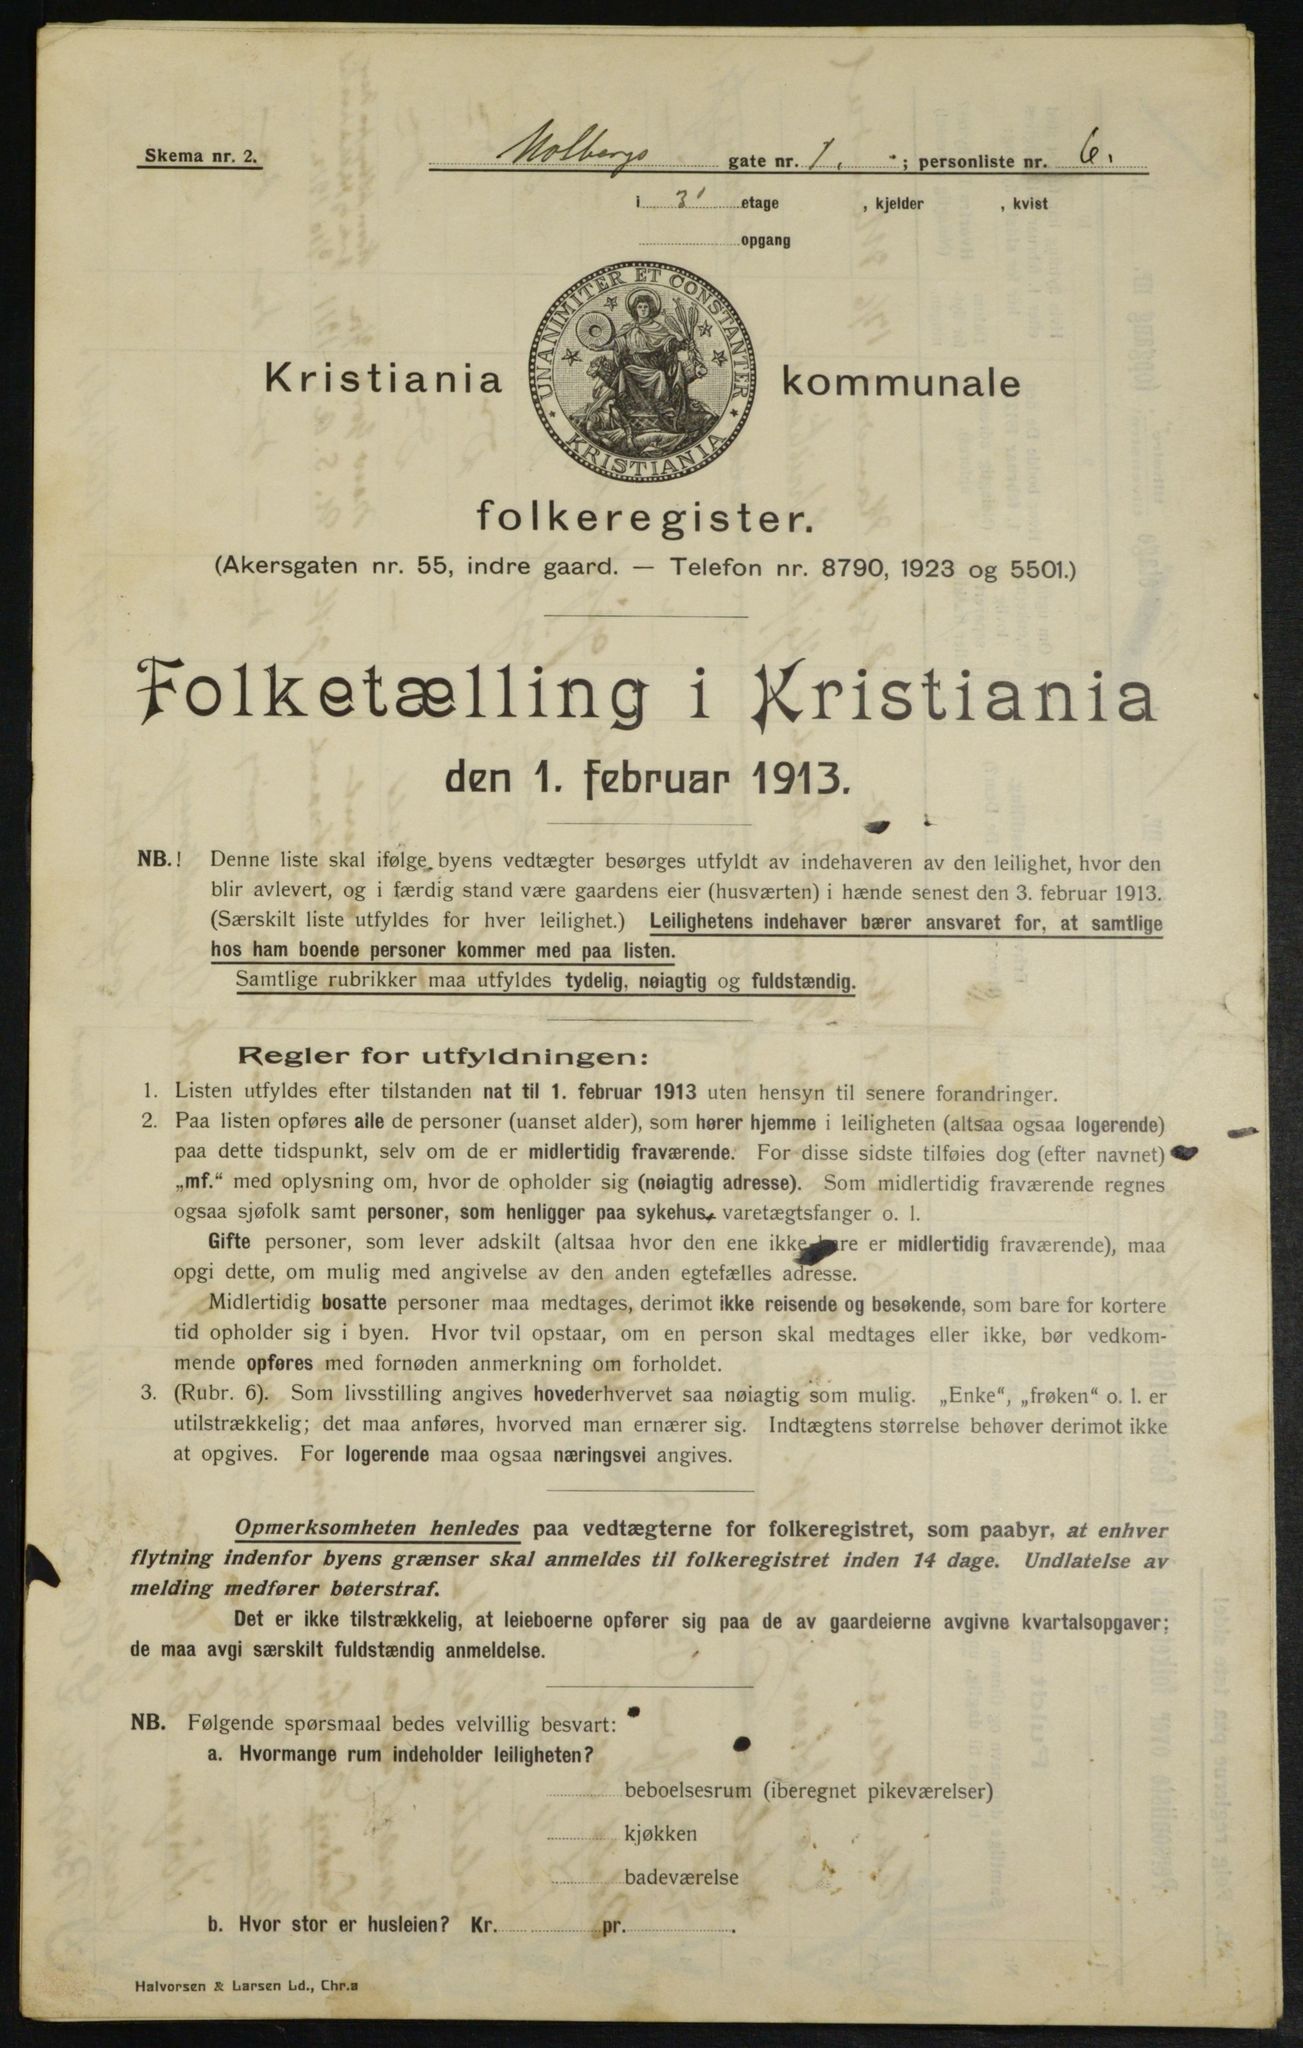 Skema nr. 2.
Holbergs gate nr. 1. ; personliste nr. 6.
i 3' etage , kjelder , kvist
opgang
UNANIMITER ET CONSTANTER
KRISTIANIA
Kristiania kommunale
folkeregister.
(Akersgaten nr. 55, indre gaard. — Telefon nr. 8790, 1923 og 5501.)
Folketælling i Kristiania
den 1. februar 1913.
NB.! Denne liste skal ifølge byens vedtægter besørges utfyldt av indehaveren av den leilighet, hvor den
blir avlevert, og i færdig stand være gaardens eier (husværten) i hænde senest den 3. februar 1913.
(Særskilt liste utfyldes for hver leilighet.) Leilighetens indehaver bærer ansvaret for, at samtlige
hos ham boende personer kommer med paa listen.
Samtlige rubrikker maa utfyldes tydelig, nøiagtig og fuldstændig.
Regler for utfyldningen:
1. Listen utfyldes efter tilstanden nat til 1. februar 1913 uten hensyn til senere forandringer.
2. Paa listen opføres alle de personer (uanset alder), som hører hjemme i leiligheten (altsaa ogsaa logerende)
paa dette tidspunkt, selv om de er midlertidig fraværende. For disse sidste tilføies dog (efter navnet)
„mf.“ med oplysning om, hvor de opholder sig (nøiagtig adresse). Som midlertidig fraværende regnes
ogsaa sjøfolk samt personer, som henligger paa sykehus, varetægtsfanger o. l.
Gifte personer, som lever adskilt (altsaa hvor den ene ikke bare er midlertidig fraværende), maa
opgi dette, om mulig med angivelse av den anden egtefælles adresse.
Midlertidig bosatte personer maa medtages, derimot ikke reisende og besøkende, som bare for kortere
tid opholder sig i byen. Hvor tvil opstaar, om en person skal medtages eller ikke, bør vedkom-
mende opføres med fornøden anmerkning om forholdet.
3. (Rubr. 6). Som livsstilling angives hovederhvervet saa nøiagtig som mulig. „Enke“, „frøken“ o. l. er
utilstrækkelig; det maa anføres, hvorved man ernærer sig. Indtægtens størrelse behøver derimot ikke
at opgives. For logerende maa ogsaa næringsvei angives.
Opmerksomheten henledes paa vedtægterne for folkeregistret, som paabyr, at enhver
flytning indenfor byens grænser skal anmeldes til folkeregistret inden 14 dage. Undlatelse av
melding medfører bøterstraf.
Det er ikke tilstrækkelig, at leieboerne opfører sig paa de av gaardeierne avgivne kvartalsopgaver;
de maa avgi særskilt fuldstændig anmeldelse.
NB. Følgende spørsmaal bedes velvillig besvart:
a. Hvormange rum indeholder leiligheten?
beboelsesrum (iberegnet pikeværelser)
kjøkken
badeværelse
b. Hvor stor er husleien? Kr. pr. .
Halvorsen & Larsen Ld., Chr.a